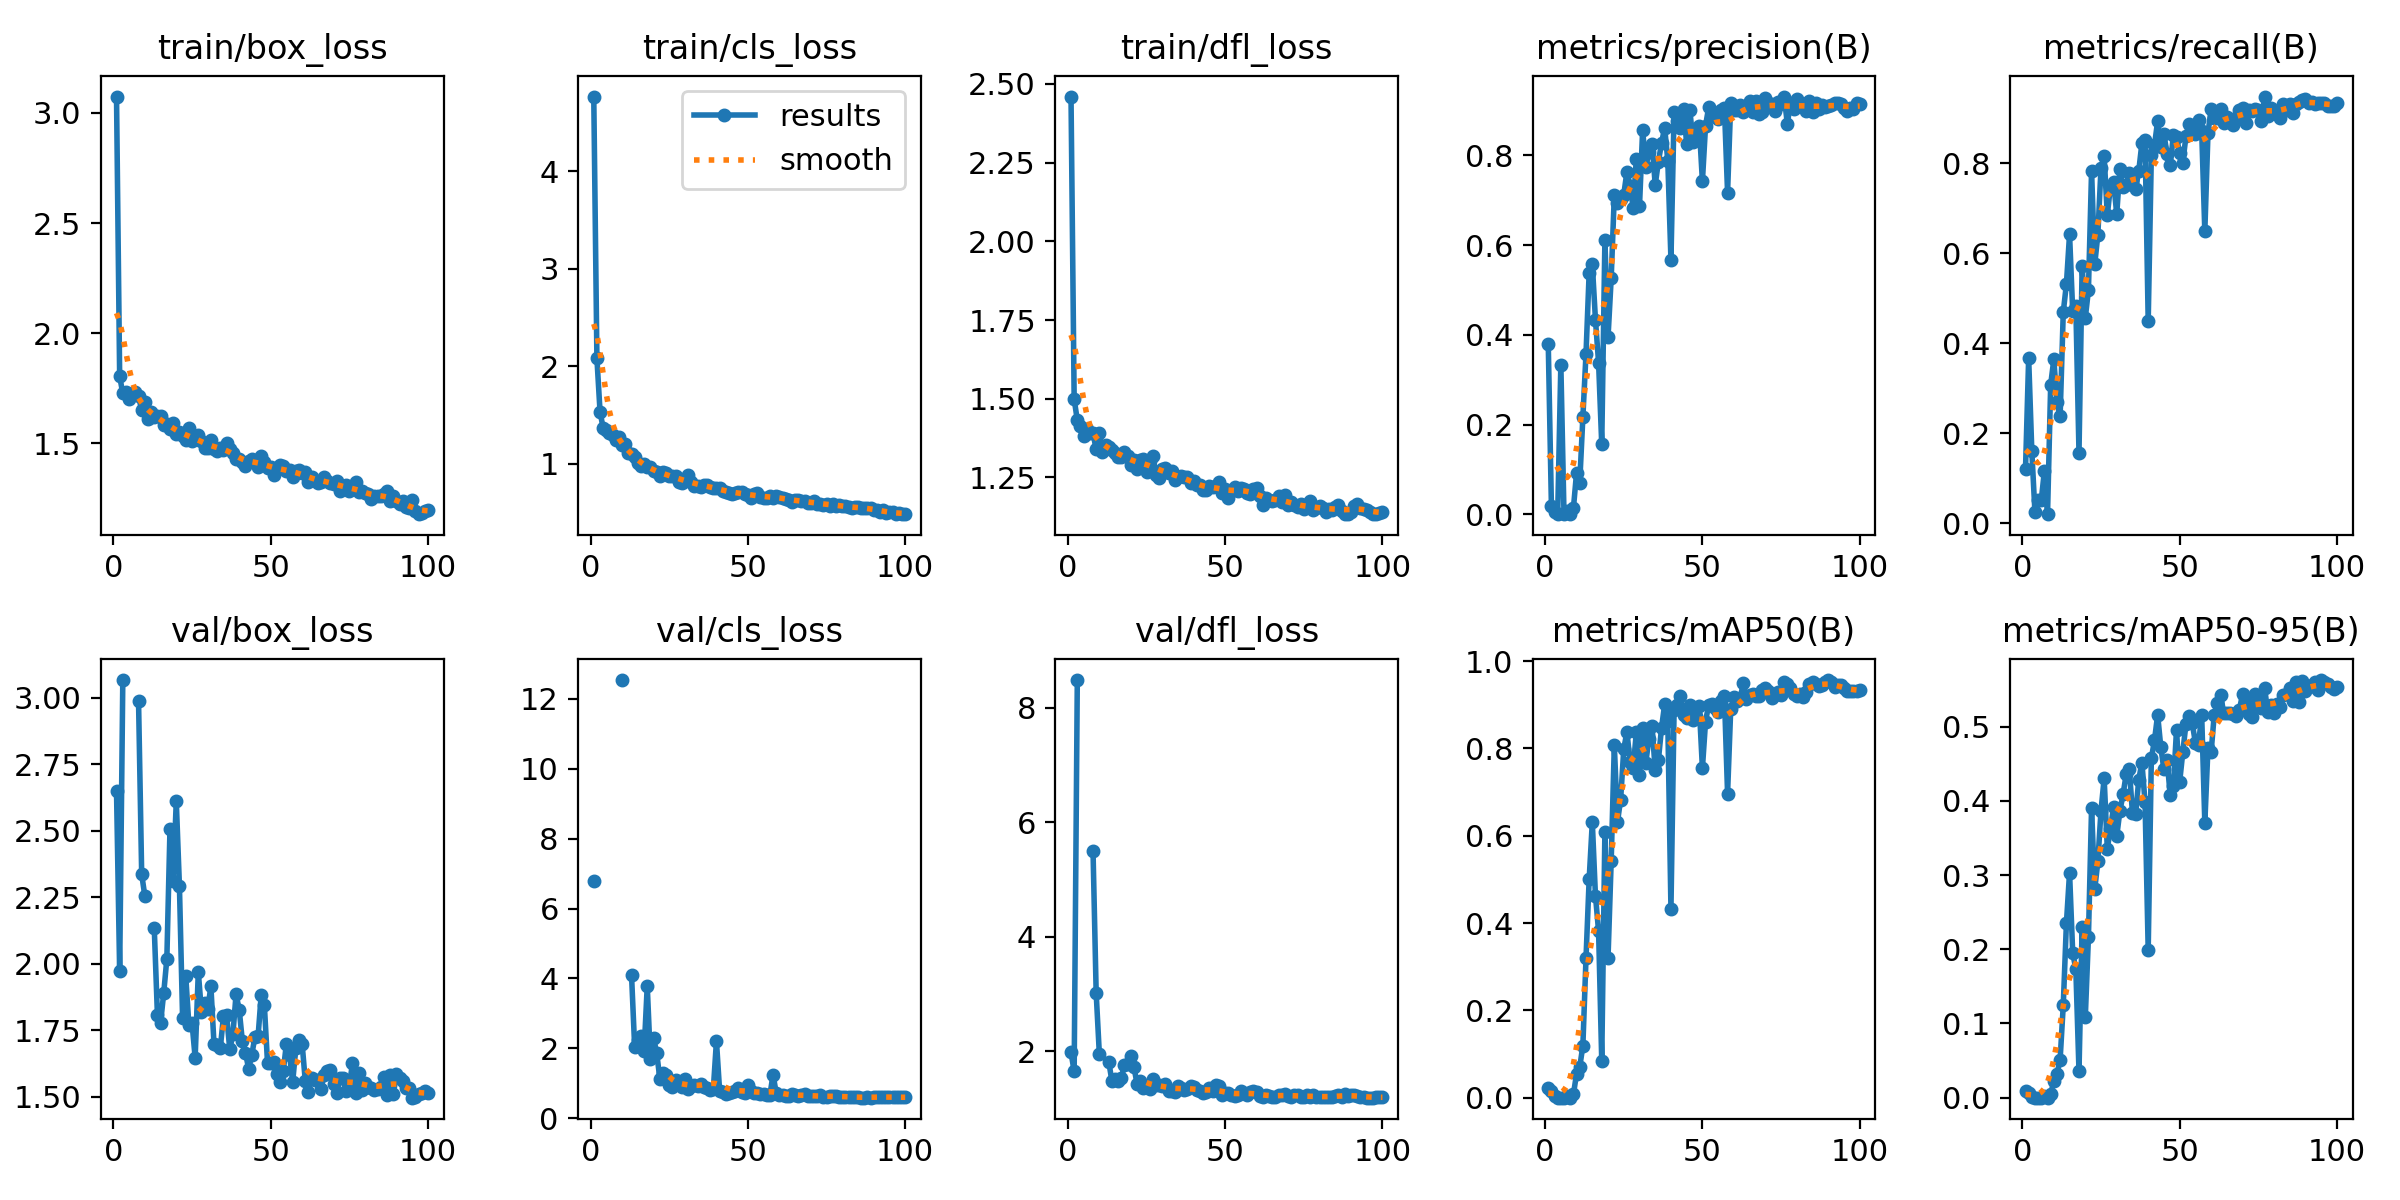 train/box_loss
train/cls_loss
train/dfl_loss
metrics/precision(B)
metrics/recall(B)
3.0
2.5
2.0
1.5
0 50 100
results
smooth
4
3
2
1
0 50 100
2.50
2.25
2.00
1.75
1.50
1.25
0 50 100
0.8
0.6
0.4
0.2
0.0
0 50 100
0.8
0.6
0.4
0.2
0.0
0 50 100
val/box_loss
val/cls_loss
val/dfl_loss
metrics/mAP50(B)
metrics/mAP50-95(B)
3.00
2.75
2.50
2.25
2.00
1.75
1.50
0 50 100
12
10
8
6
4
2
0
0 50 100
8
6
4
2
0 50 100
1.0
0.8
0.6
0.4
0.2
0.0
0 50 100
0.5
0.4
0.3
0.2
0.1
0.0
0 50 100